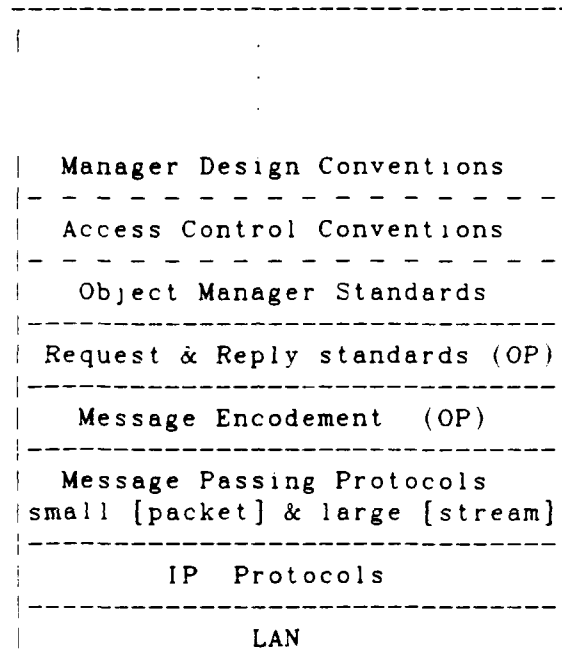 Manager Design Conventions
Access Control Conventions
Object Manager Standards
Request & Reply standards (OP)
Message Encodement (OP)
Message Passing Protocols
small [packet] & large [stream]
IP Protocols
LAN